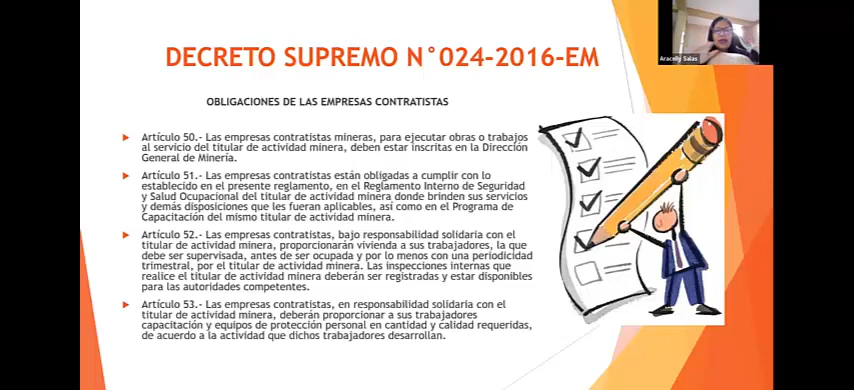 DECRETO SUPREMO N°024-2016-EM
Aracelly Salas
OBLIGACIONES DE LAS EMPRESAS CONTRATISTAS
Artículo 50.- Las empresas contratistas mineras, para ejecutar obras o trabajos
al servicio del titular de actividad minera, deben estar inscritas en la Dirección
General de Minería.
Artículo 51.- Las empresas contratistas están obligadas a cumplir con lo
establecido en el presente reglamento, en el Reglamento Interno de Seguridad
y Salud Ocupacional del titular de actividad minera donde brinden sus servicios
y demás disposiciones que les fueran aplicables, así como en el Programa de
Capacitación del mismo titular de actividad minera.
Artículo 52.- Las empresas contratistas, bajo responsabilidad solidaria con el
titular de actividad minera, proporcionarán vivienda a sus trabajadores, la que
debe ser supervisada, antes de ser ocupada y por lo menos con una periodicidad
trimestral, por el titular de actividad minera. Las inspecciones internas que
realice el titular de actividad minera deberán ser registradas y estar disponibles
para las autoridades competentes.
Artículo 53.- Las empresas contratistas, en responsabilidad solidaria con el
titular de actividad minera, deberán proporcionar a sus trabajadores
capacitación y equipos de protección personal en cantidad y calidad requeridas,
de acuerdo a la actividad que dichos trabajadores desarrollan.